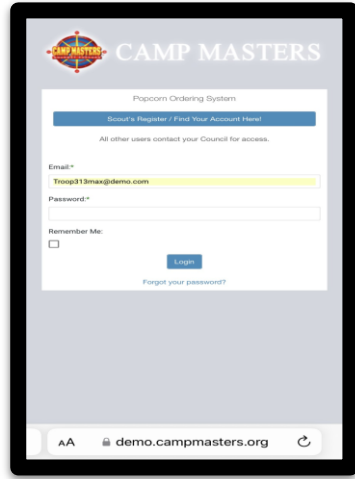 CAMP MASTERS
CAMP MASTERS
Popcorn Ordering System
Scout's Register / Find Your Account Here!
All other users contact your Council for access.
Email:*
Troop313max@demo.com
Password:*
Remember Me:
Login
Forgot your password?
AA demo.campmasters.org